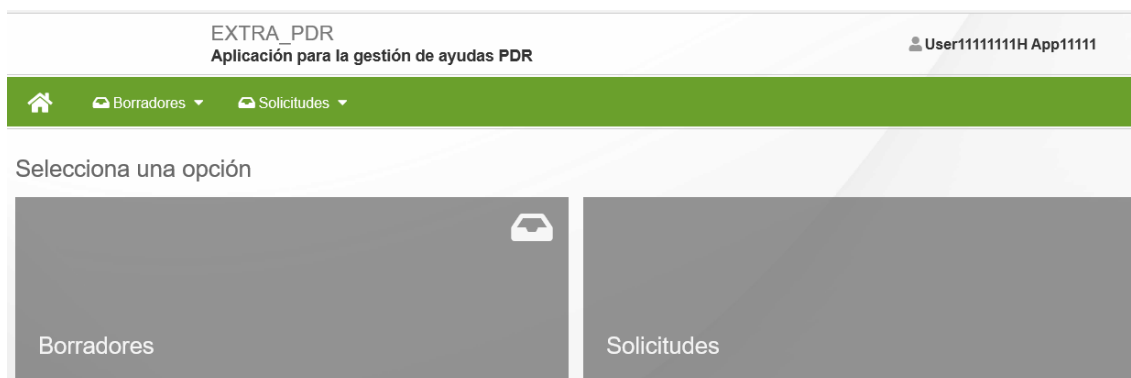 EXTRA_PDR
Aplicación para la gestión de ayudas PDR
User11111111H App11111
Borradores
Solicitudes
Selecciona una opción
Borradores
Solicitudes